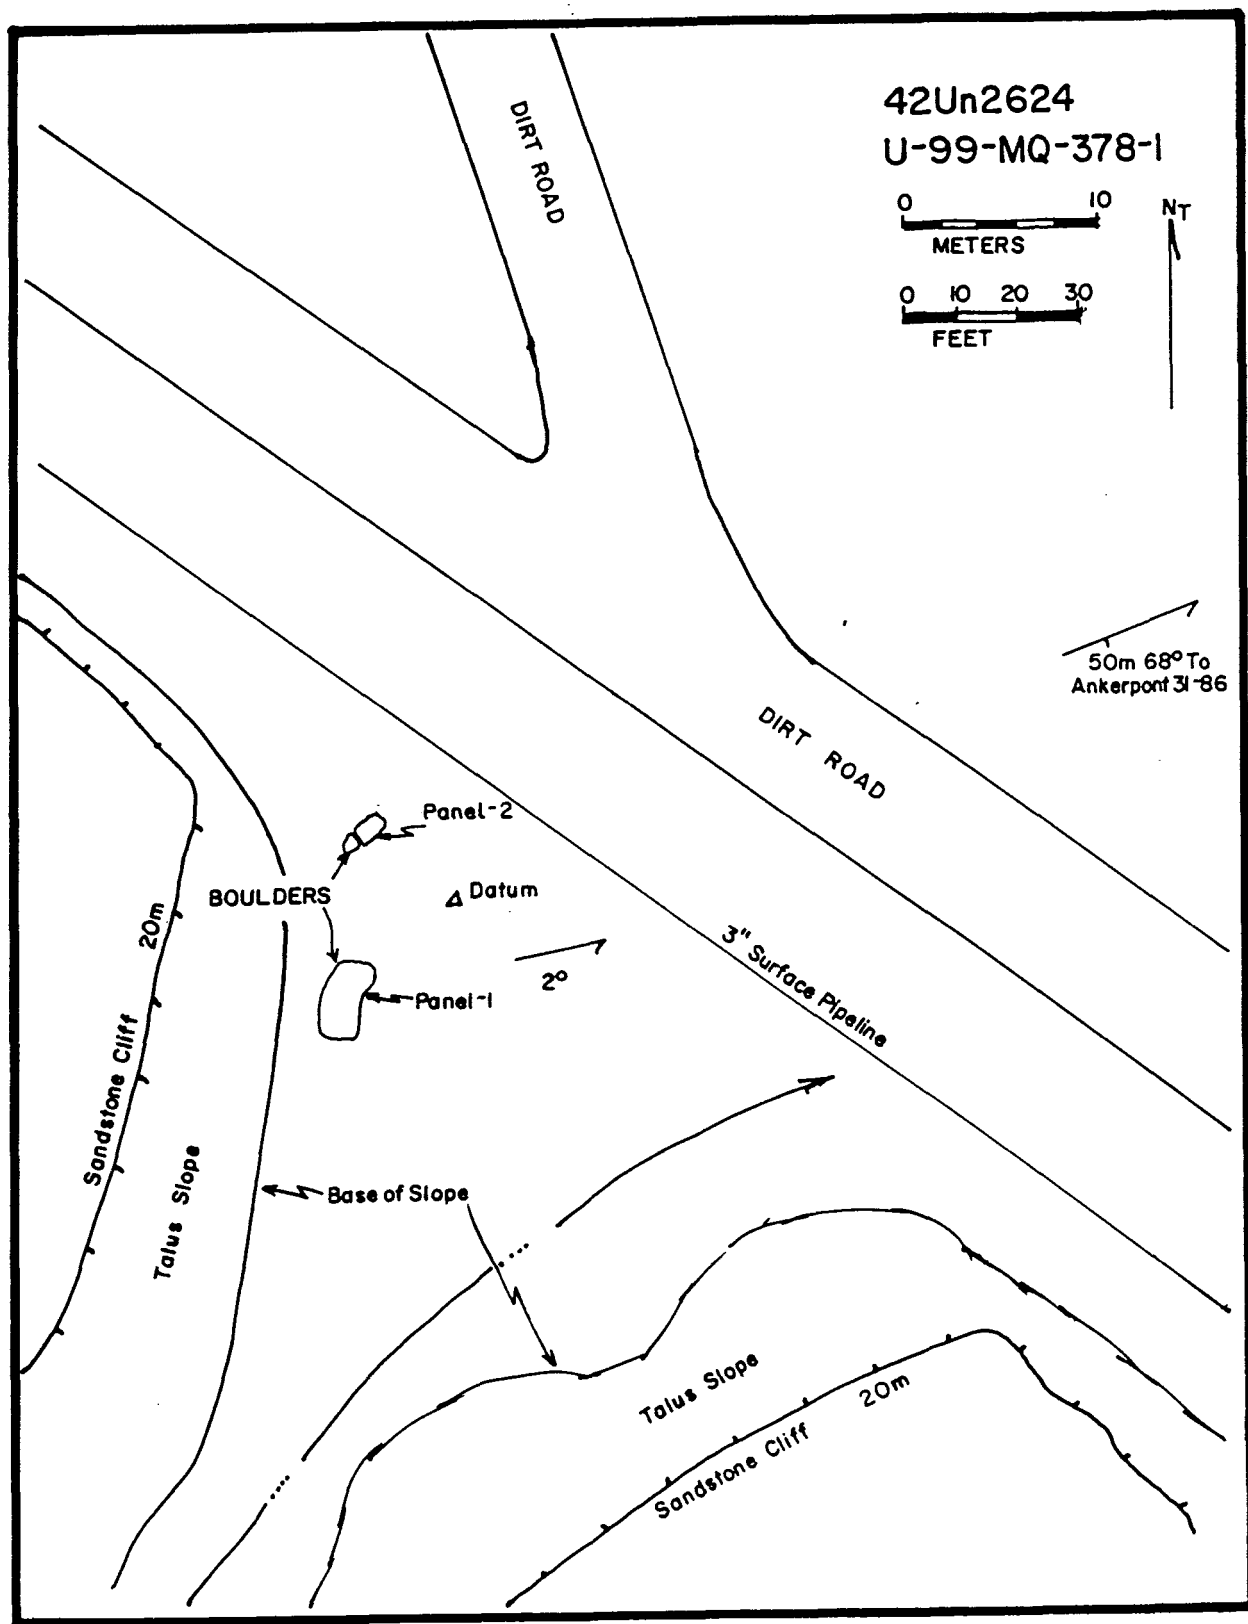 42Un2624
U-99-MQ-378-1
0 10
METERS
NT
0 10 20 30
FEET
DIRT ROAD
50m 68° To
Ankerpont 31-86
DIRT ROAD
Panel-2
BOULDERS
Datum
20m
3" Surface Pipeline
2°
Panel-1
Sandstone Cliff
Talus Slope
Base of Slope
Talus Slope
20m
Sandstone Cliff